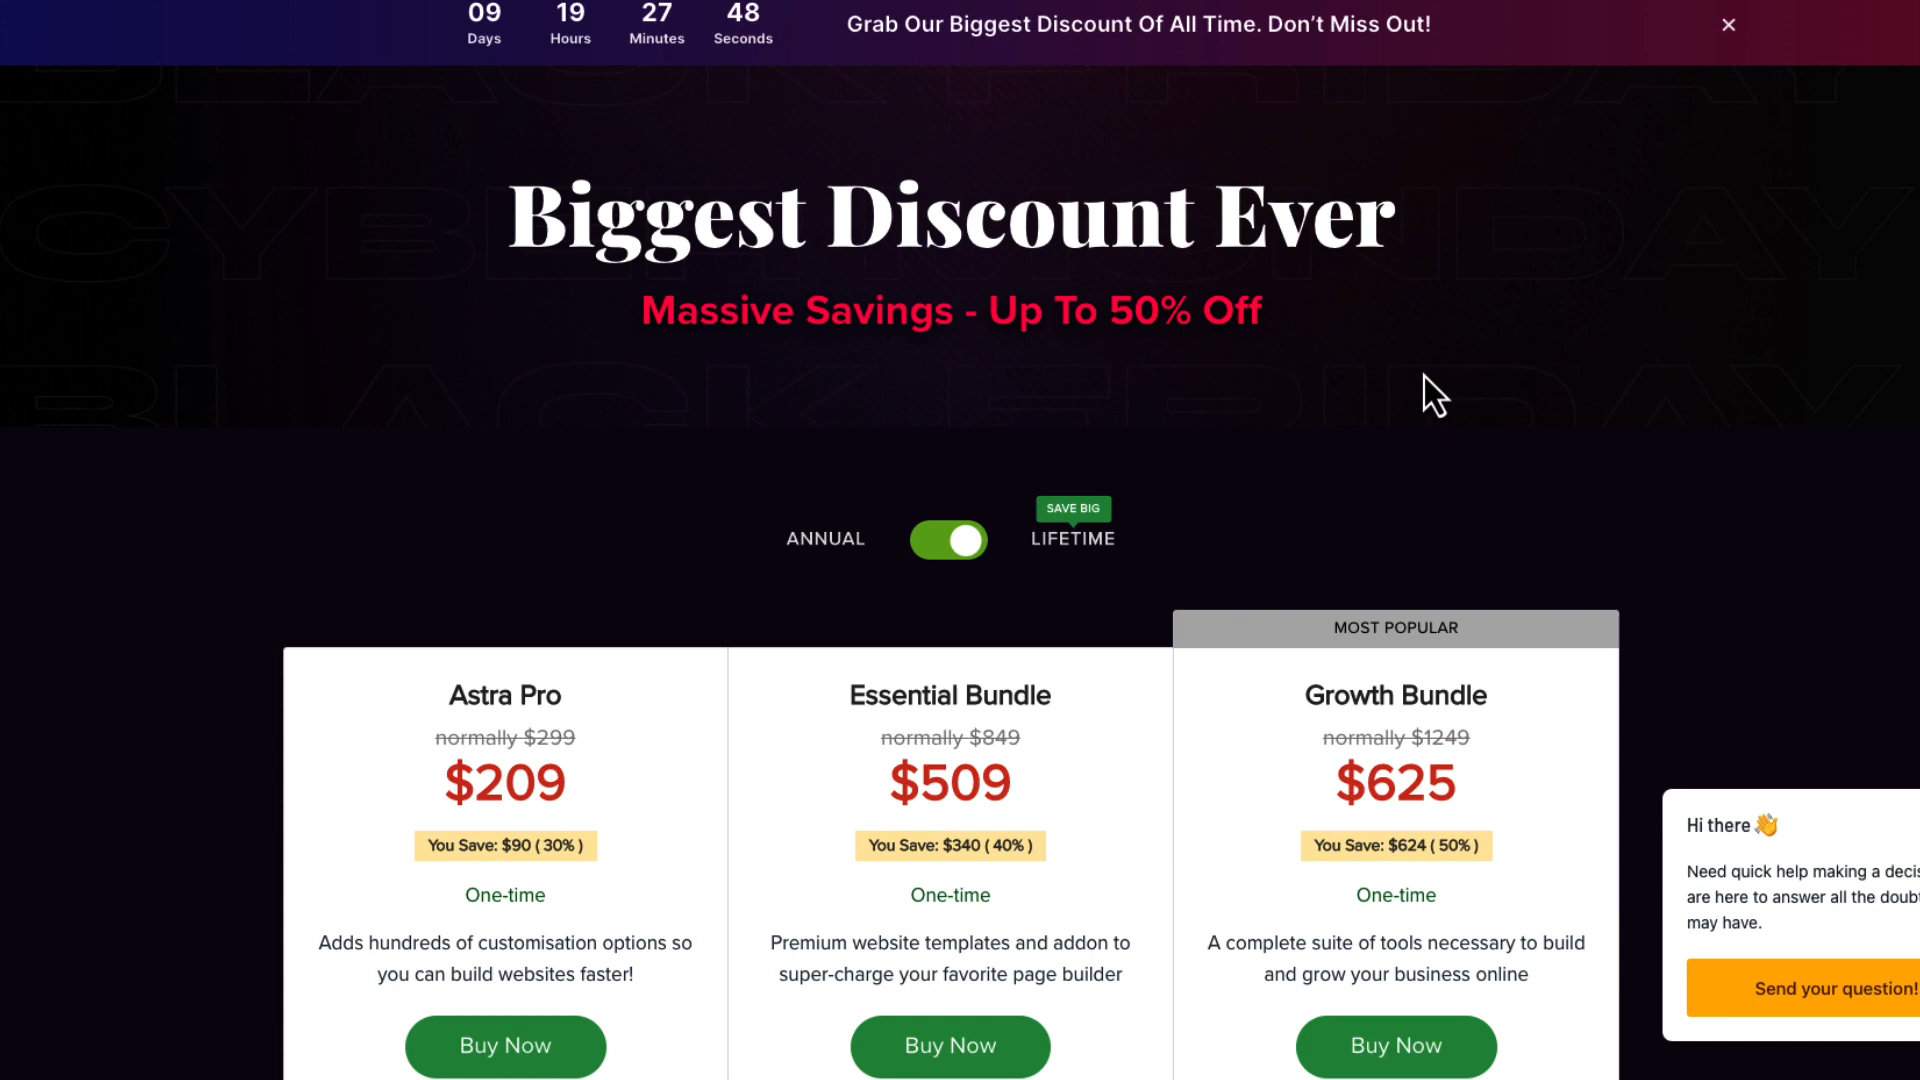 09 19 27 48
Days Hours Minutes Seconds
Grab Our Biggest Discount Of All Time. Don’t Miss Out!
BLACK FRIDAY
CYBER MONDAY
BLACK FRIDAY
Biggest Discount Ever
Massive Savings - Up To 50% Off
SAVE BIG
ANNUAL LIFETIME
MOST POPULAR
Astra Pro
normally $299
$209
You Save: $90 ( 30% )
One-time
Adds hundreds of customisation options so
you can build websites faster!
Buy Now
Essential Bundle
normally $849
$509
You Save: $340 ( 40% )
One-time
Premium website templates and addon to
super-charge your favorite page builder
Buy Now
Growth Bundle
normally $1249
$625
You Save: $624 ( 50% )
One-time
A complete suite of tools necessary to build
and grow your business online
Buy Now
Hi there 👋
Need quick help making a
are here to answer all the
may have.
Send your question!